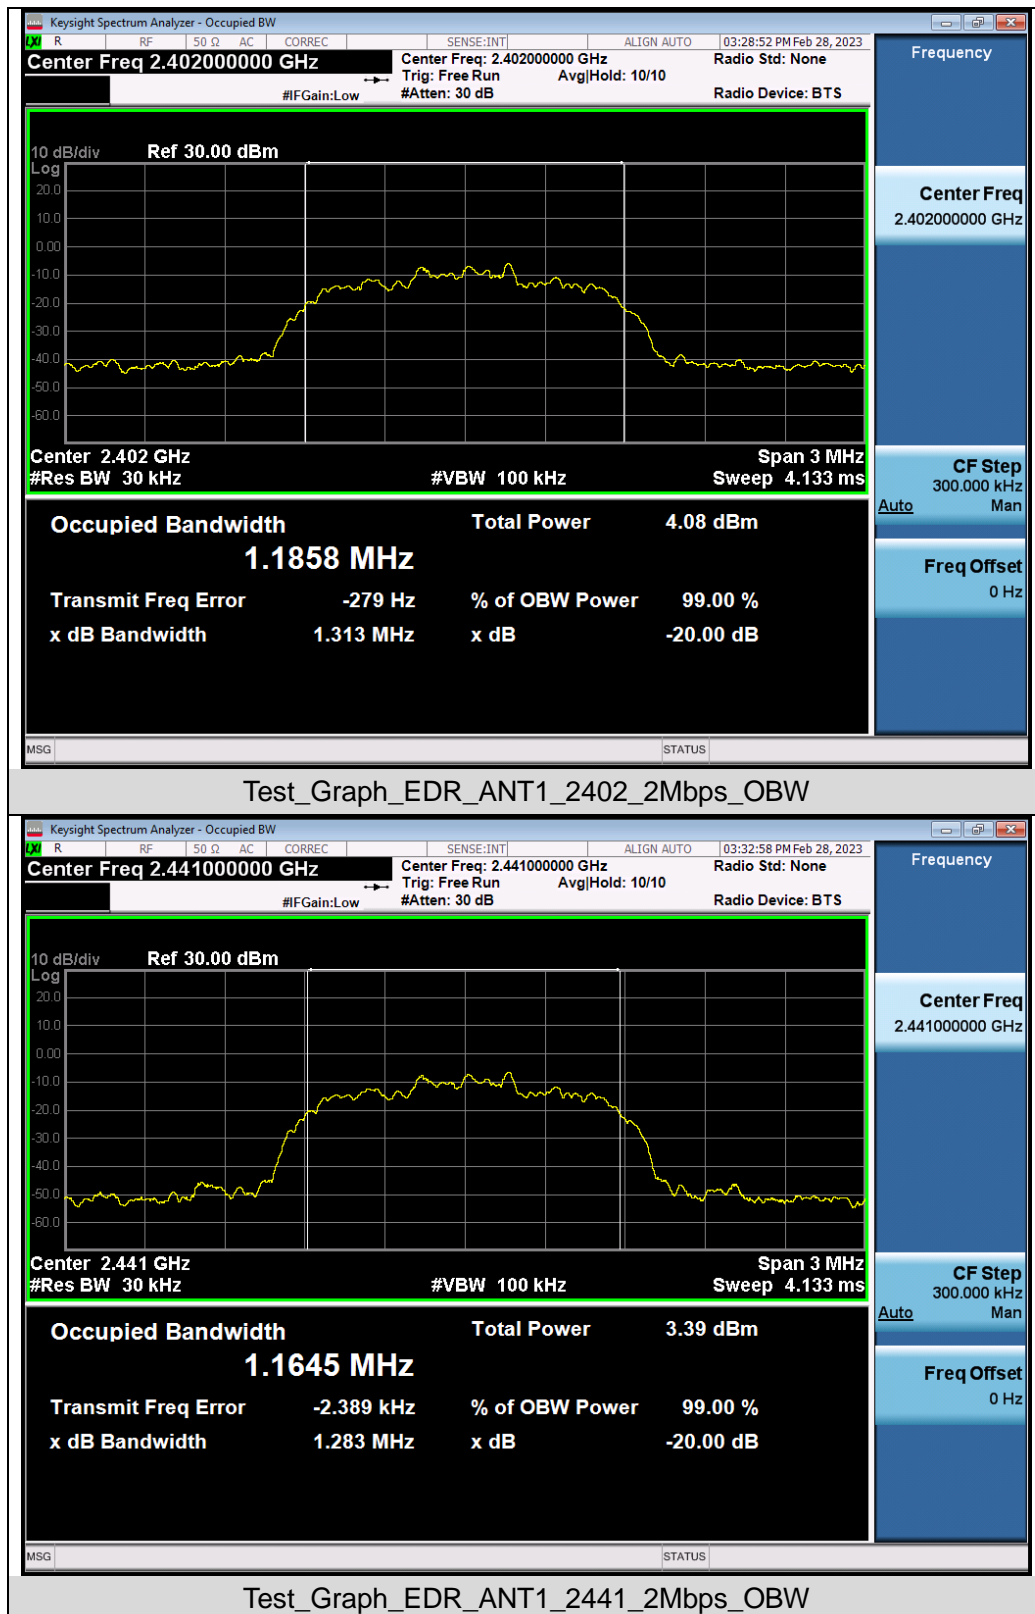 Keysight Spectrum Analyzer - Occupied BW
LXI R RF 50 Ω AC CORREC SENSE:INT ALIGN AUTO 03:28:52 PM Feb 28, 2023
Center Freq 2.402000000 GHz
Center Freq: 2.402000000 GHz
Radio Std: None
Trig: Free Run Avg|Hold: 10/10
#IFGain:Low #Atten: 30 dB Radio Device: BTS
Frequency
10 dB/div Ref 30.00 dBm
Log
20.0
10.0
0.00
-10.0
-20.0
-30.0
-40.0
-50.0
-60.0
Center 2.402 GHz Span 3 MHz
#Res BW 30 kHz #VBW 100 kHz Sweep 4.133 ms
Center Freq
2.402000000 GHz
CF Step
300.000 kHz
Auto Man
Freq Offset
0 Hz
Occupied Bandwidth Total Power 4.08 dBm
1.1858 MHz
Transmit Freq Error -279 Hz % of OBW Power 99.00 %
x dB Bandwidth 1.313 MHz x dB -20.00 dB
MSG STATUS
Test_Graph_EDR_ANT1_2402_2Mbps_OBW
Keysight Spectrum Analyzer - Occupied BW
LXI R RF 50 Ω AC CORREC SENSE:INT ALIGN AUTO 03:32:58 PM Feb 28, 2023
Center Freq 2.441000000 GHz
Center Freq: 2.441000000 GHz
Radio Std: None
Trig: Free Run Avg|Hold: 10/10
#IFGain:Low #Atten: 30 dB Radio Device: BTS
Frequency
10 dB/div Ref 30.00 dBm
Log
20.0
10.0
0.00
-10.0
-20.0
-30.0
-40.0
-50.0
-60.0
Center 2.441 GHz Span 3 MHz
#Res BW 30 kHz #VBW 100 kHz Sweep 4.133 ms
Center Freq
2.441000000 GHz
CF Step
300.000 kHz
Auto Man
Freq Offset
0 Hz
Occupied Bandwidth Total Power 3.39 dBm
1.1645 MHz
Transmit Freq Error -2.389 kHz % of OBW Power 99.00 %
x dB Bandwidth 1.283 MHz x dB -20.00 dB
MSG STATUS
Test_Graph_EDR_ANT1_2441_2Mbps_OBW